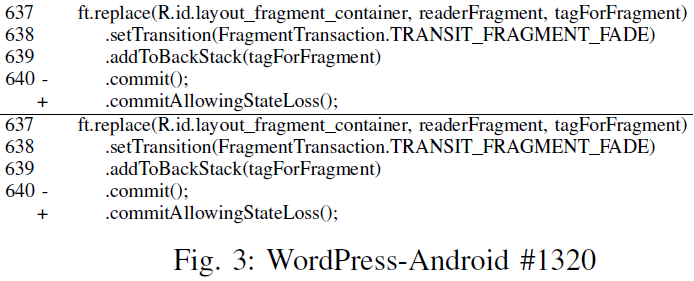 637 ft.replace(R.id.layout_fragment_container, readerFragment, tagForFragment)
638 .setTransition(FragmentTransaction.TRANSIT_FRAGMENT_FADE)
639 .addToBackStack(tagForFragment)
640 - .commit();
+ .commitAllowingStateLoss();
637 ft.replace(R.id.layout_fragment_container, readerFragment, tagForFragment)
638 .setTransition(FragmentTransaction.TRANSIT_FRAGMENT_FADE)
639 .addToBackStack(tagForFragment)
640 - .commit();
+ .commitAllowingStateLoss();
Fig. 3: WordPress-Android #1320